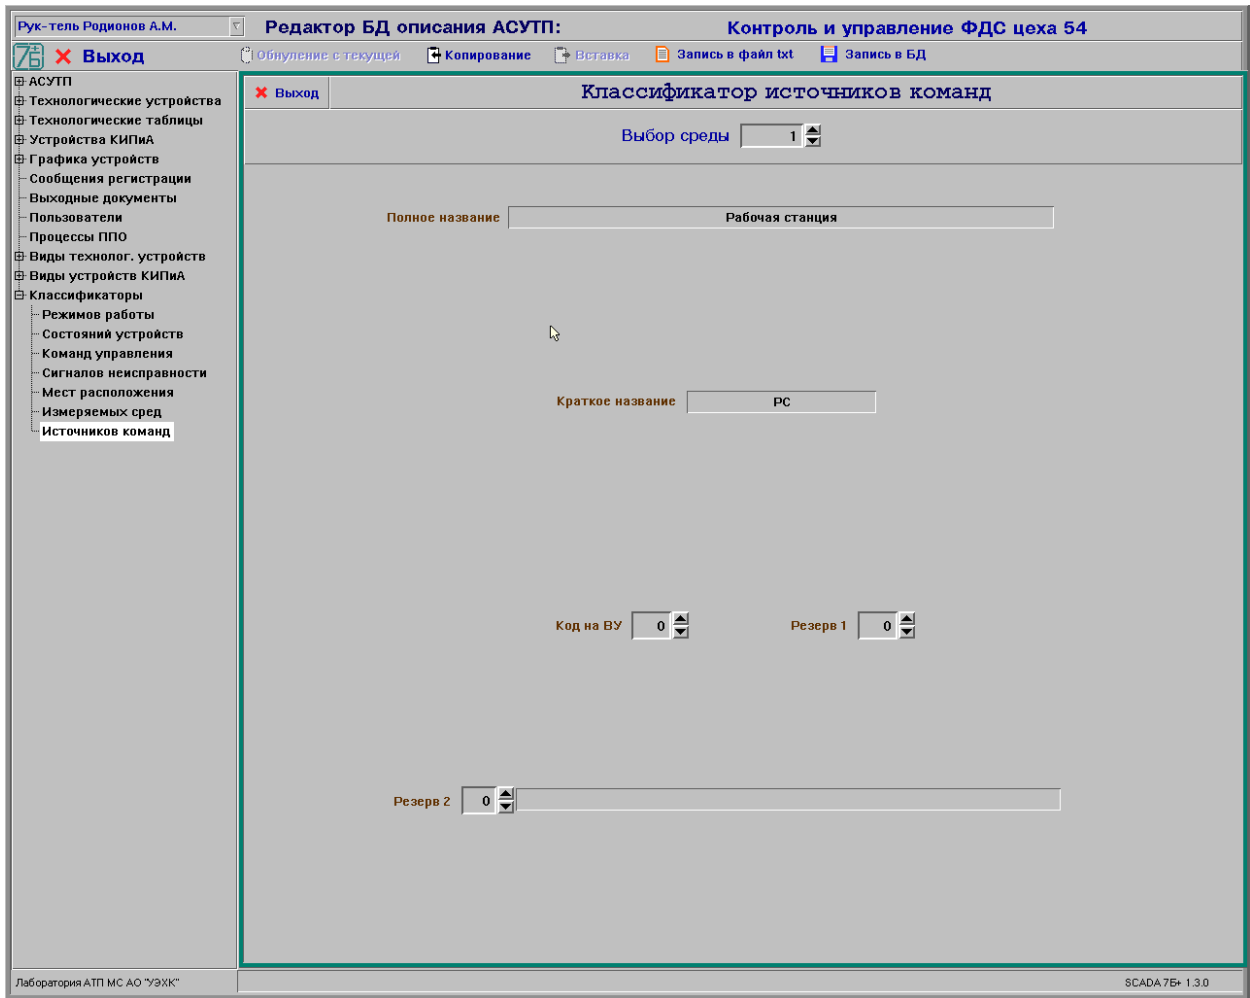 Рук-тель Родионов А.М.
Редактор БД описания АСУТП:
Контроль и управление ФДС цеха 54
7Б
Выход
Обнуление с текущей
Копирование
Вставка
Запись в файл txt
Запись в БД
АСУТП
Технологические устройства
Технологические таблицы
Устройства КИПиА
Графика устройств
Сообщения регистрации
Выходные документы
Пользователи
Процессы ППО
Виды технолог. устройств
Виды устройств КИПиА
Классификаторы
Режимов работы
Состояний устройств
Команд управления
Сигналов неисправности
Мест расположения
Измеряемых сред
Источников команд
Выход
Классификатор источников команд
Выбор среды 1
Полное название Рабочая станция
Краткое название РС
Код на ВУ 0 Резерв 1 0
Резерв 2 0
Лаборатория АТП МС АО "УЭХК"
SCADA 7Б+ 1.3.0